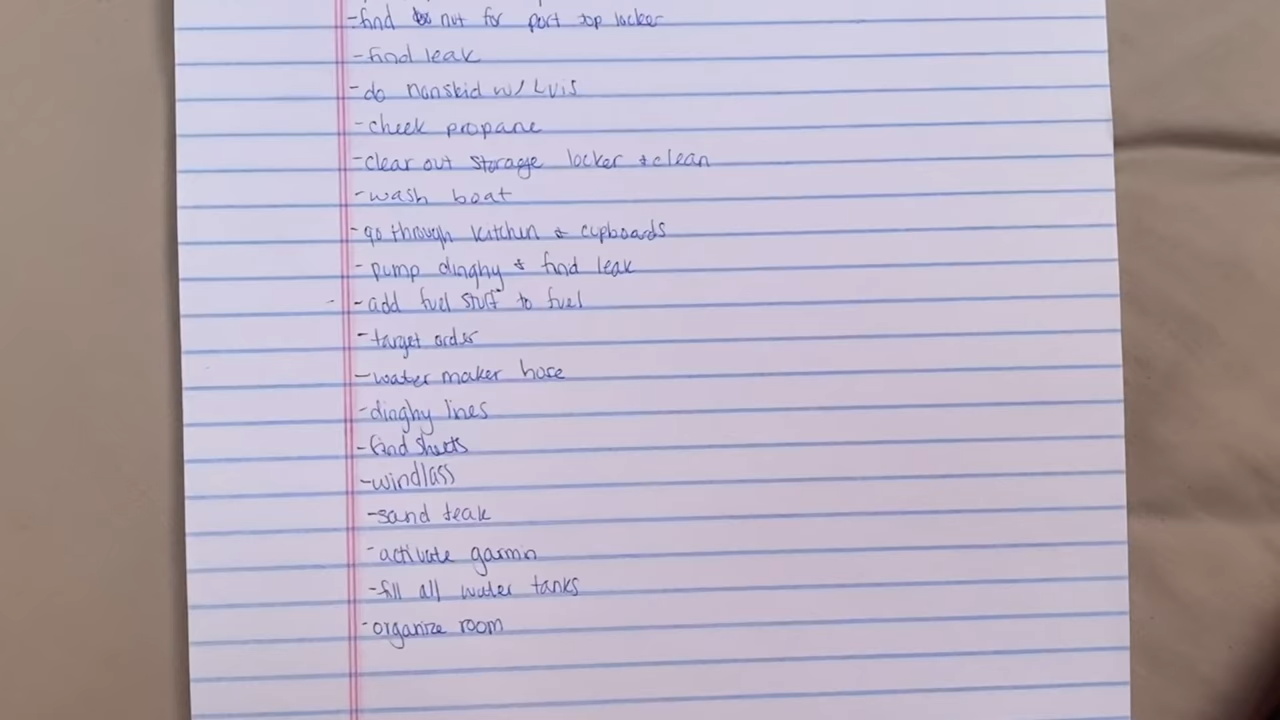 -find nut for port top locker
-find leak
-do nonskid w/ Luis
-check propane
-clear out storage locker & clean
-wash boat
-go through kitchen & cupboards
-pump dinghy & find leak
-add fuel stuff to fuel
-target order
-water maker hose
-dinghy lines
-find sheets
-windlass
-sand teak
-activate garmin
-fill all water tanks
-organize room